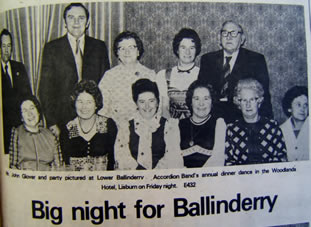 Mr. John Glover and party pictured at Lower Ballinderry Accordion Band's annual dinner dance in the Woodlands
Hotel, Lisburn on Friday night. E432
Big night for Ballinderry